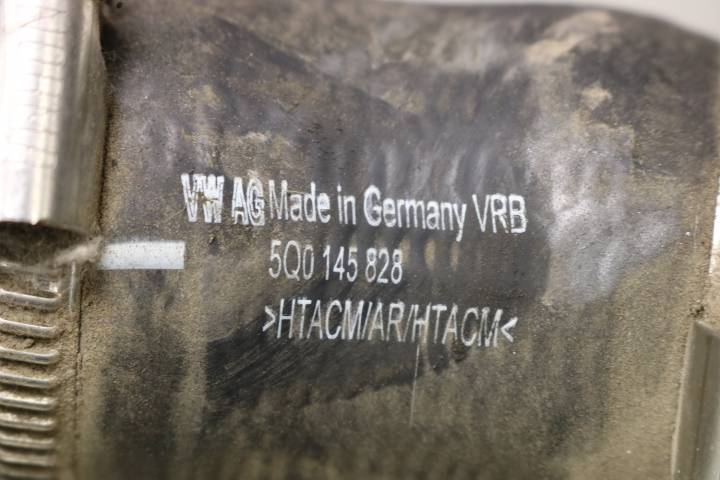 VW AG Made in Germany VRB
5Q0 145 828
>HTACM/AR/HTACM<